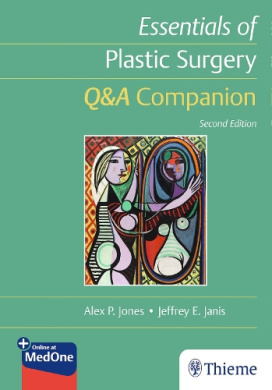 Essentials of
Plastic Surgery
Q&A Companion
Second Edition
Alex P. Jones • Jeffrey E. Janis
+ Online at
MedOne
Thieme